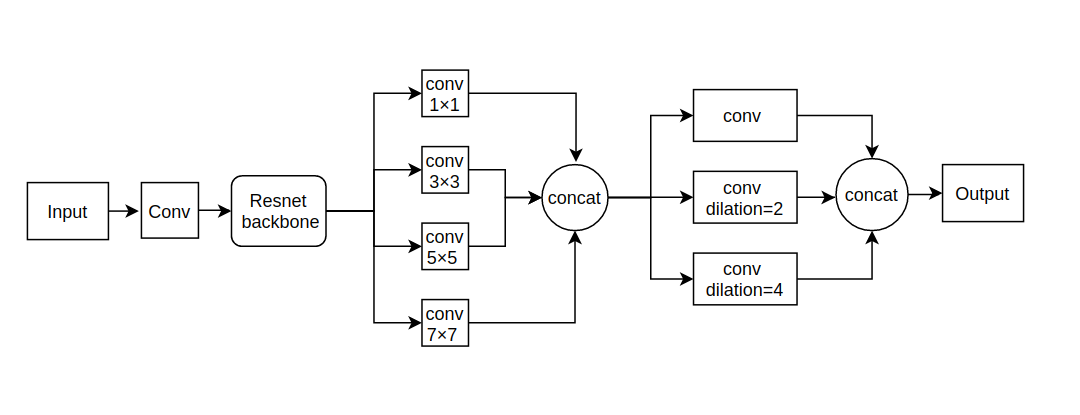 Input
Conv
Resnet
backbone
conv
1×1
conv
3×3
conv
5×5
conv
7×7
concat
conv
conv
dilation=2
conv
dilation=4
concat
Output